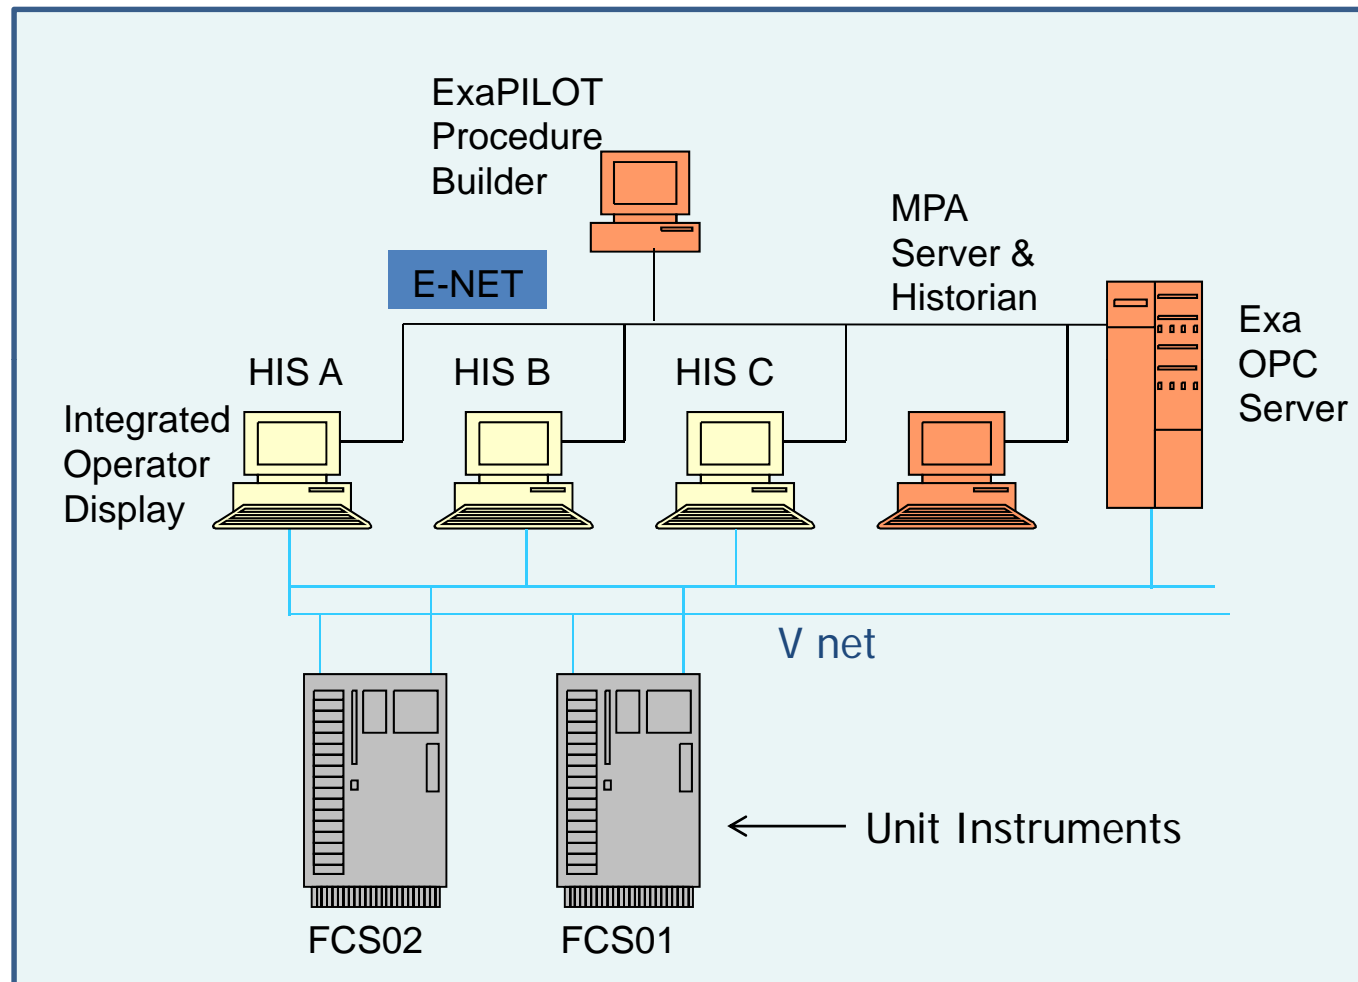 ExaPILOT
Procedure
Builder
E-NET
MPA
Server &
Historian
Exa
OPC
Server
HIS A
HIS B
HIS C
Integrated
Operator
Display
V net
Unit Instruments
FCS02
FCS01